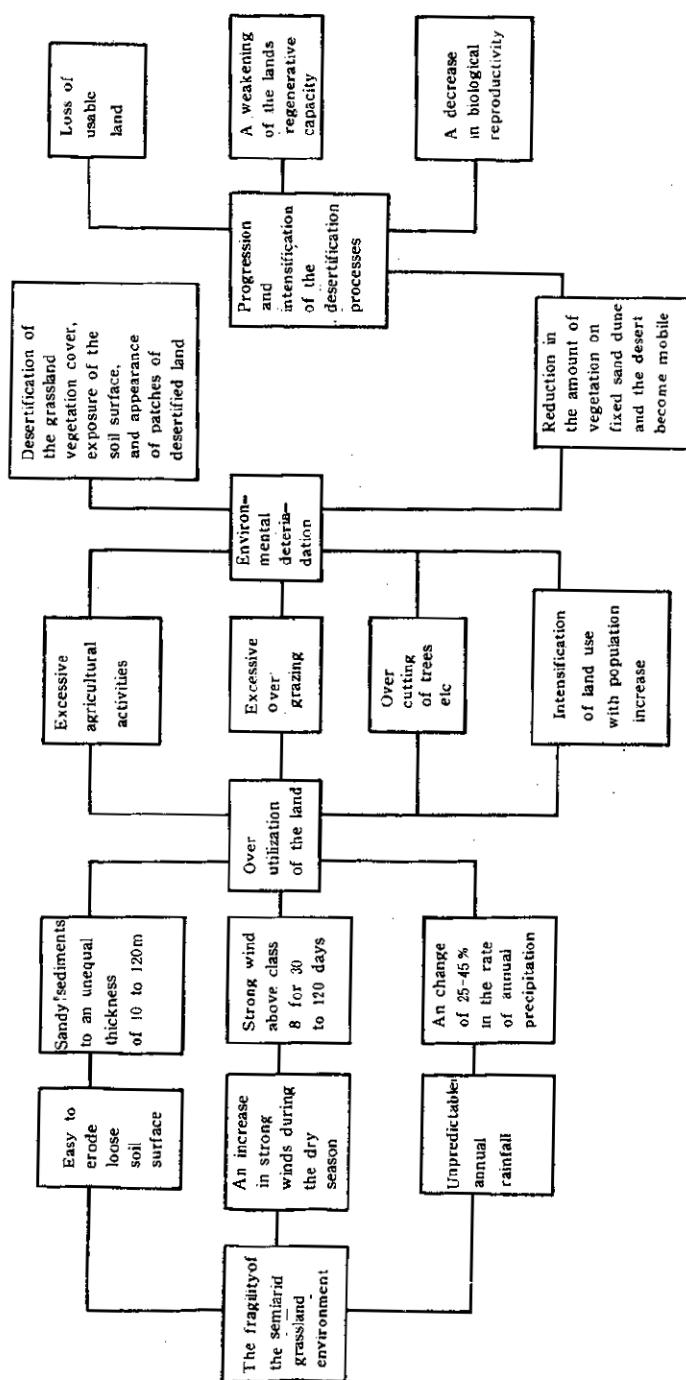 The fragility of
the semiarid
grassland
environment
Easy to
erode
loose
soil
surface
An increase
in strong
winds during
the dry
season
Unpredictable
annual
rainfall
Sandy sediments
to an unequal
thickness
of 10 to 120m
Strong wind
above class
8 for 30
to 120 days
An change
of 25-45%
in the rate
of annual
precipitation
Over
utilization
of the land
Excessive
agricultural
activities
Excessive
over
grazing
Over
cutting
of trees
etc
Intensification
of land use
with population
increase
Environ-
mental
deteria-
dation
Desertification of
the grassland
vegetation cover,
exposure of the
soil surface,
and appearance
of patches of
desertified land
Reduction in
the amount of
vegetation on
fixed sand dune
and the desert
become mobile
Progression
and
intensification
of the
desertification
processes
Loss of
usable
land
A weakening
of the lands
regenerative
capacity
A decrease
in biological
reproductivity